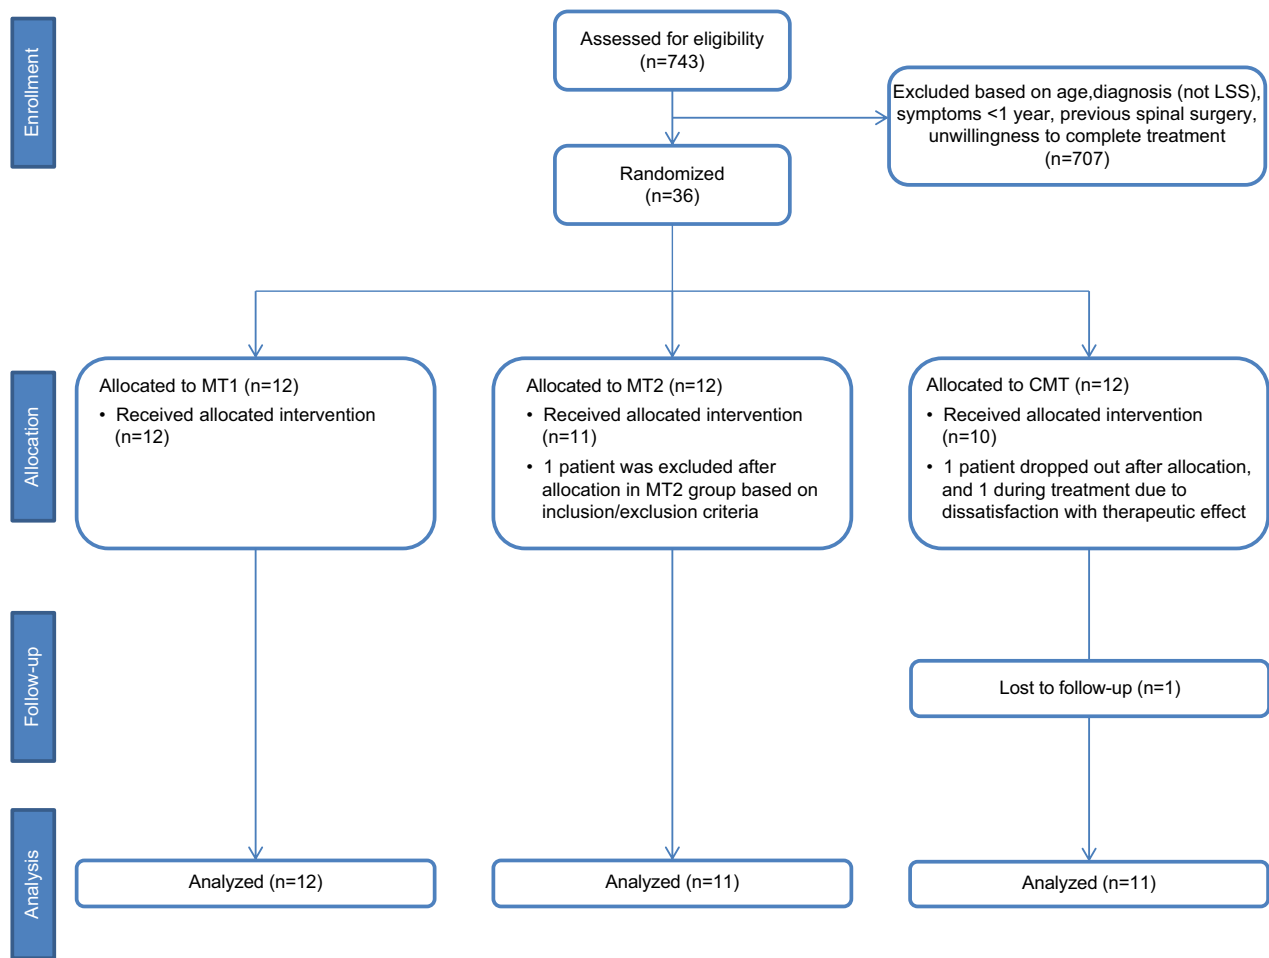 Enrollment
Assessed for eligibility
(n=743)
Excluded based on age,diagnosis (not LSS),
symptoms <1 year, previous spinal surgery,
unwillingness to complete treatment
(n=707)
Randomized
(n=36)
Allocation
Allocated to MT1 (n=12)
• Received allocated intervention
(n=12)
Allocated to MT2 (n=12)
• Received allocated intervention
(n=11)
• 1 patient was excluded after
allocation in MT2 group based on
inclusion/exclusion criteria
Allocated to CMT (n=12)
• Received allocated intervention
(n=10)
• 1 patient dropped out after allocation,
and 1 during treatment due to
dissatisfaction with therapeutic effect
Follow-up
Lost to follow-up (n=1)
Analysis
Analyzed (n=12)
Analyzed (n=11)
Analyzed (n=11)